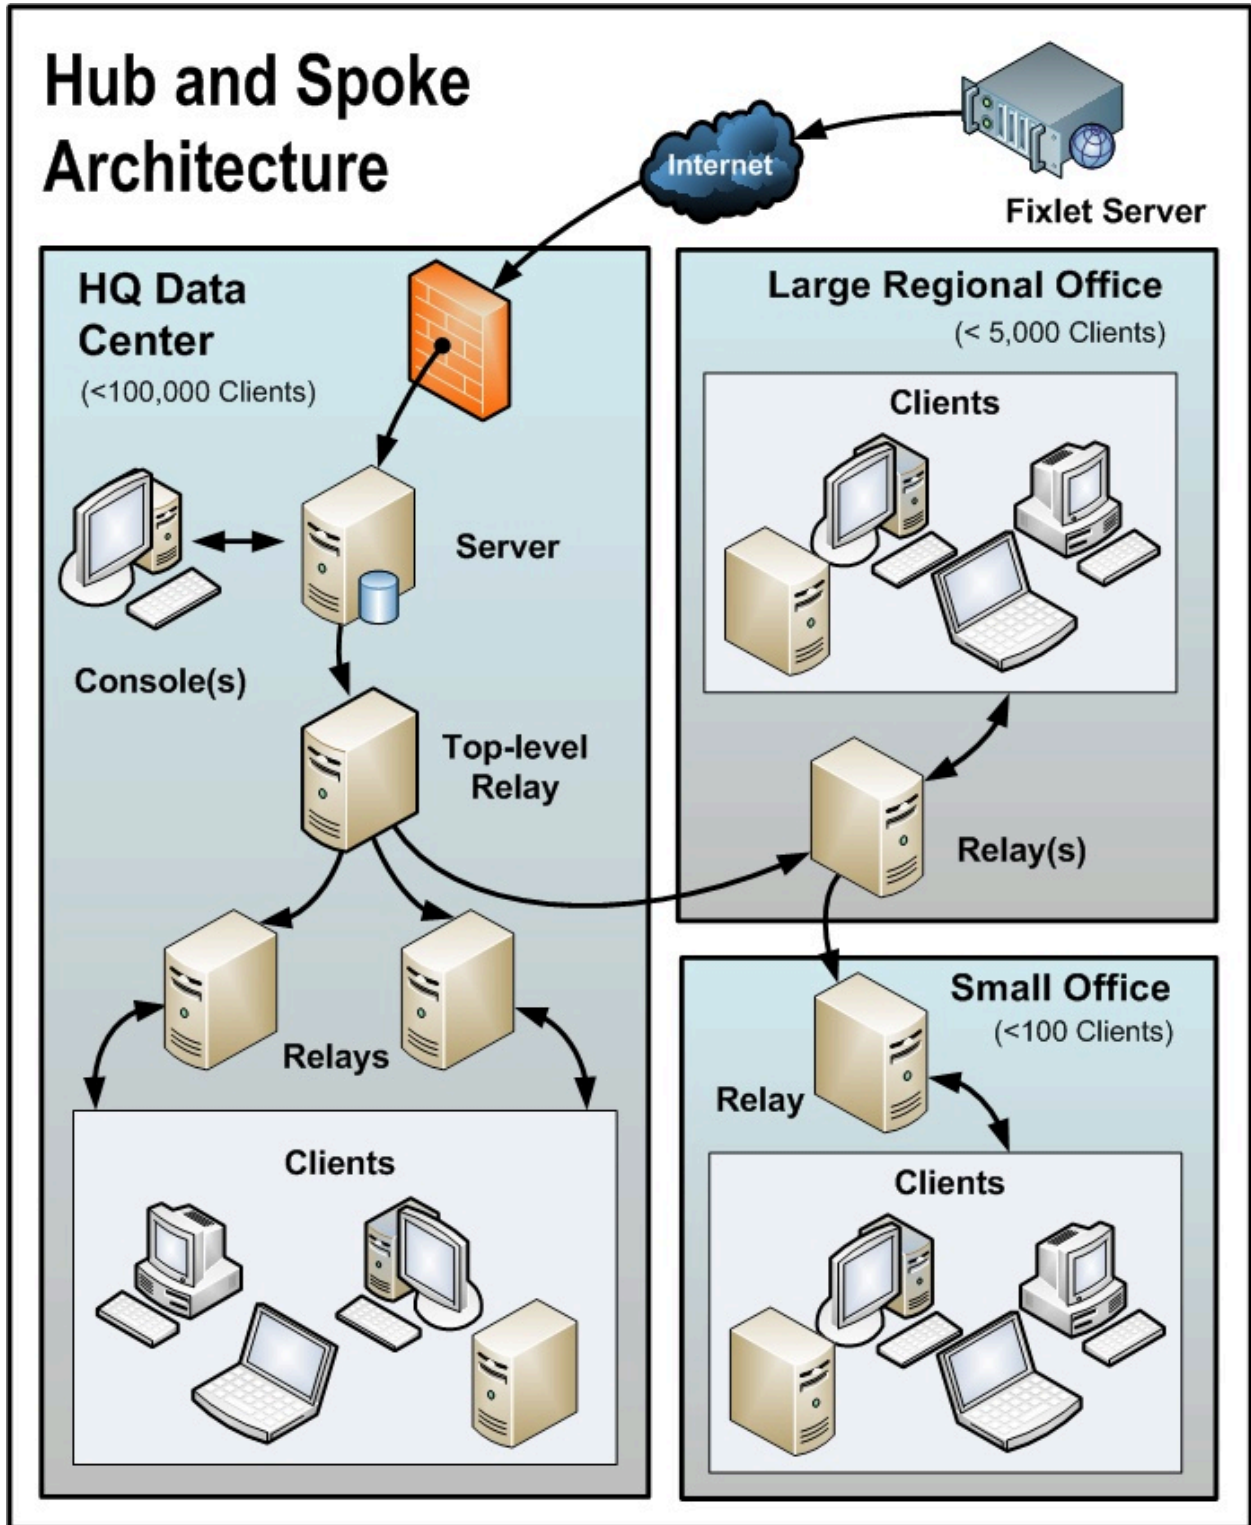 Hub and Spoke
Architecture
Internet
Fixlet Server
HQ Data
Center
(<100,000 Clients)
Server
Console(s)
Top-level
Relay
Relays
Clients
Large Regional Office
(< 5,000 Clients)
Clients
Relay(s)
Small Office
(<100 Clients)
Relay
Clients